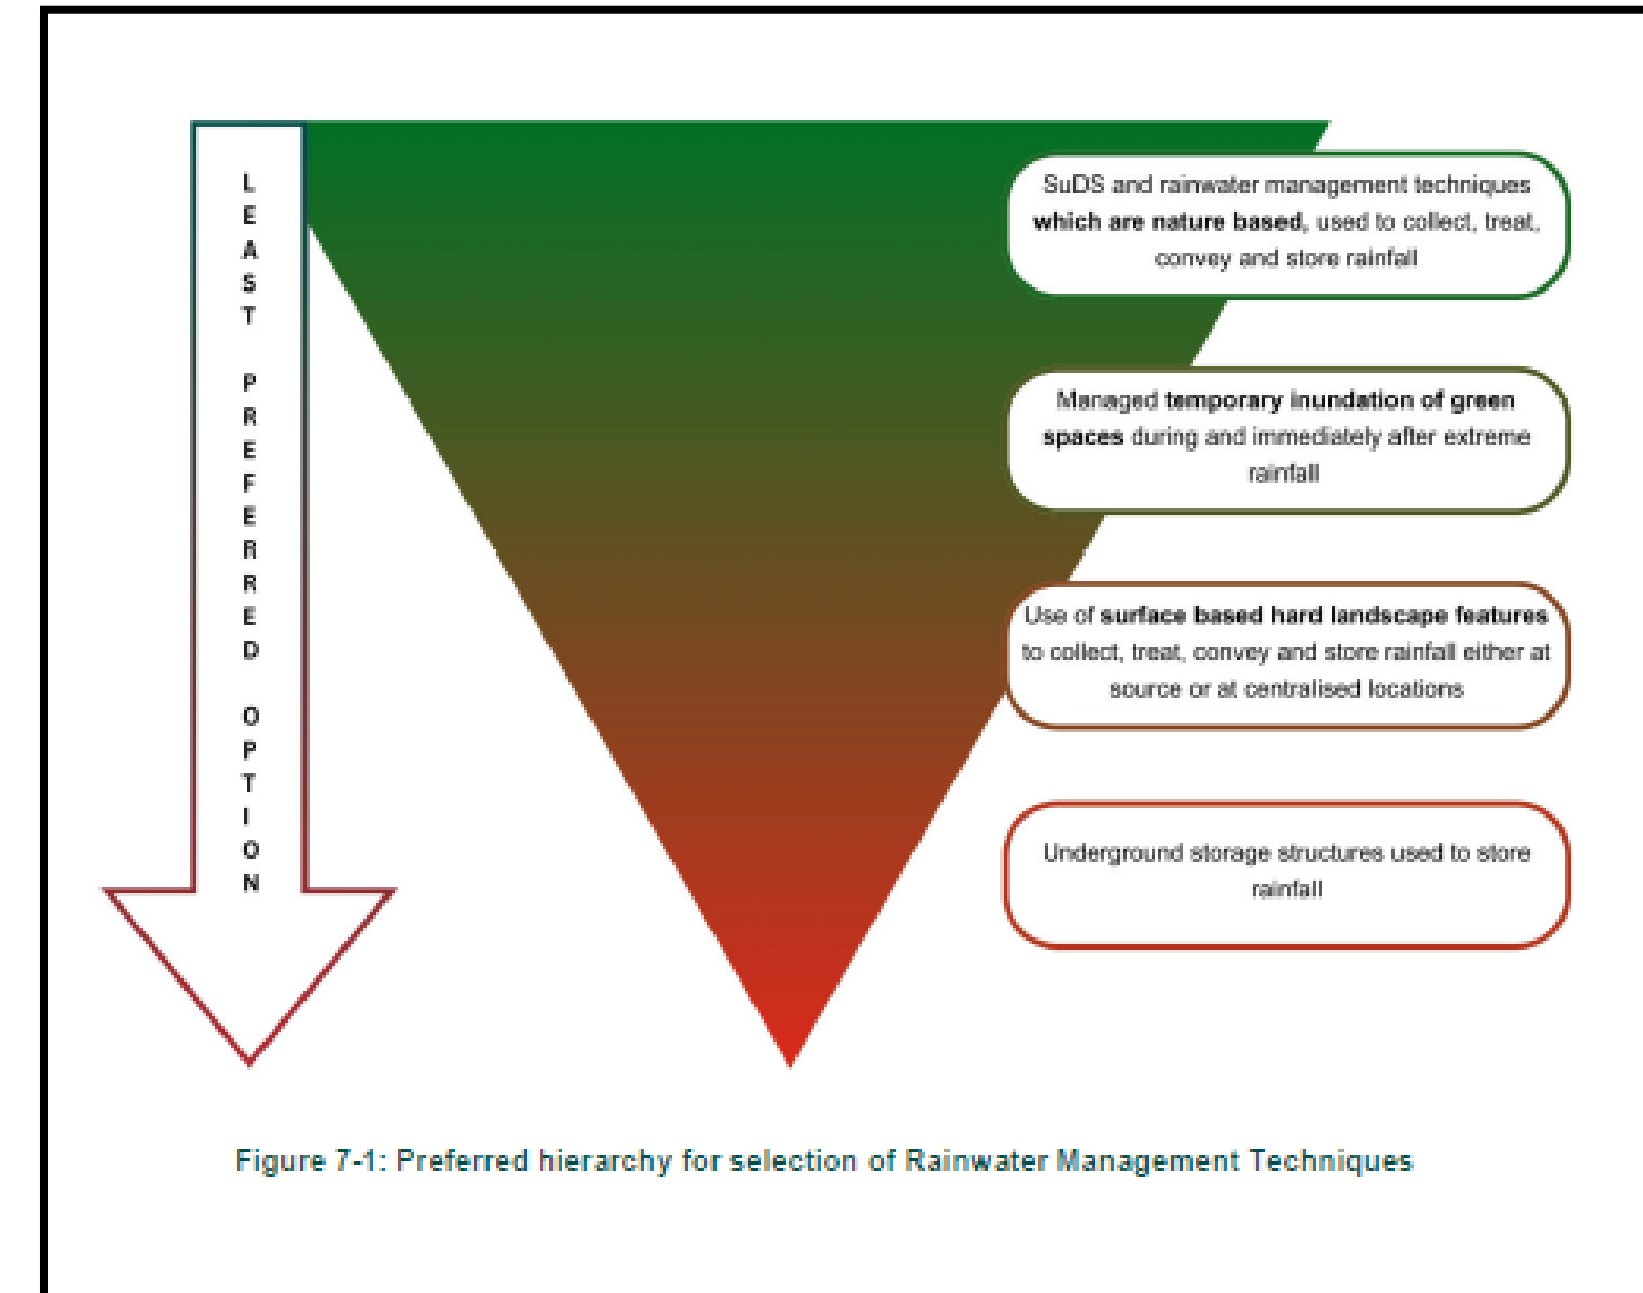 LEAST PREFERRED OPTION
SuDS and rainwater management techniques
which are nature based, used to collect, treat,
convey and store rainfall
Managed temporary inundation of green
spaces during and immediately after extreme
rainfall
Use of surface based hard landscape features
to collect, treat, convey and store rainfall either at
source or at centralised locations
Underground storage structures used to store
rainfall
Figure 7-1: Preferred hierarchy for selection of Rainwater Management Techniques